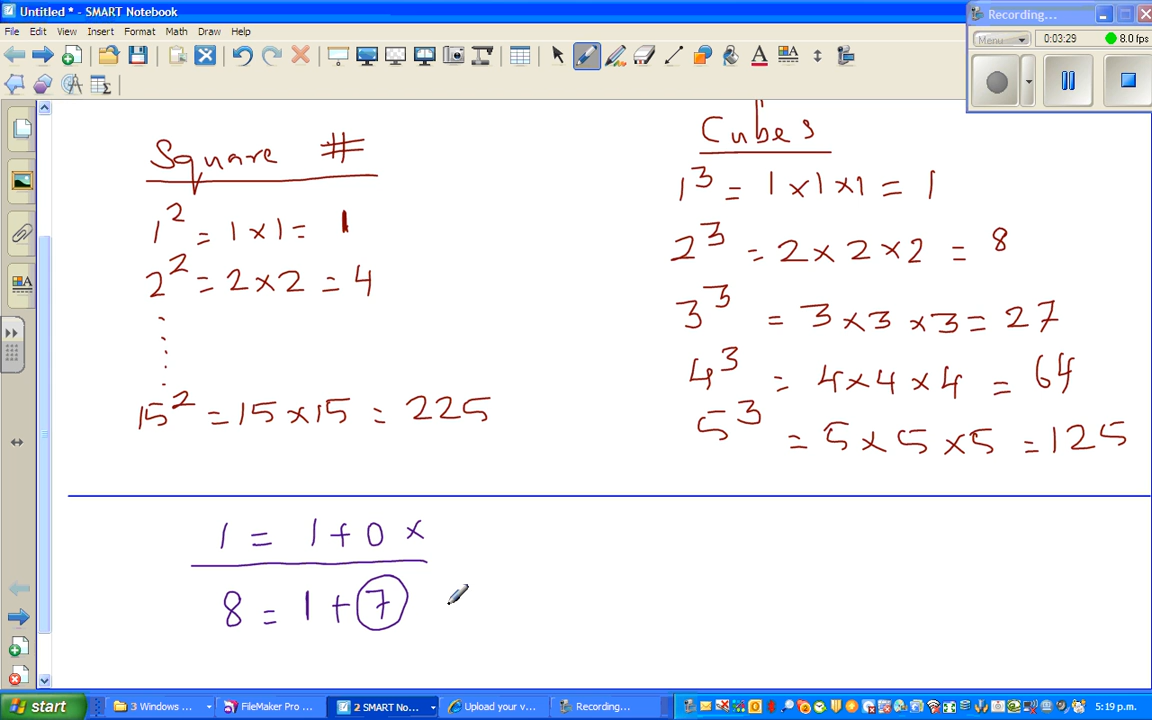 Untitled * - SMART Notebook
File Edit View Insert Format Math Draw Help
Recording...
Menu
0:03:29
8.0 fps
Square #
1² = 1 × 1 = 1
2² = 2 × 2 = 4
15² = 15 × 15 = 225
Cubes
1³ = 1 × 1 × 1 = 1
2³ = 2 × 2 × 2 = 8
3³ = 3 × 3 × 3 = 27
4³ = 4 × 4 × 4 = 64
5³ = 5 × 5 × 5 = 125
1 = 1 + 0 ×
8 = 1 + 7
start
3 Windows ...
FileMaker Pro ...
2 SMART No...
Upload your v...
Recording...
5:19 p.m.